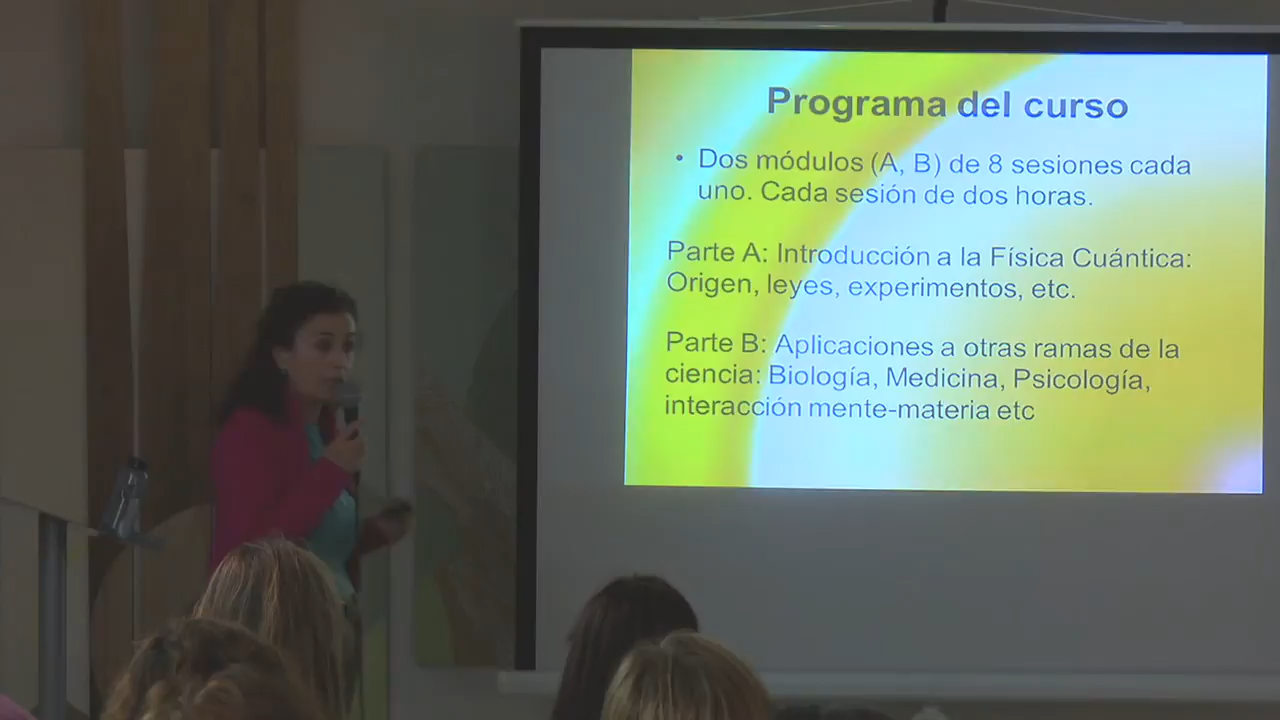 Programa del curso
• Dos módulos (A, B) de 8 sesiones cada
uno. Cada sesión de dos horas.
Parte A: Introducción a la Física Cuántica:
Origen, leyes, experimentos, etc.
Parte B: Aplicaciones a otras ramas de la
ciencia: Biología, Medicina, Psicología,
interacción mente-materia etc